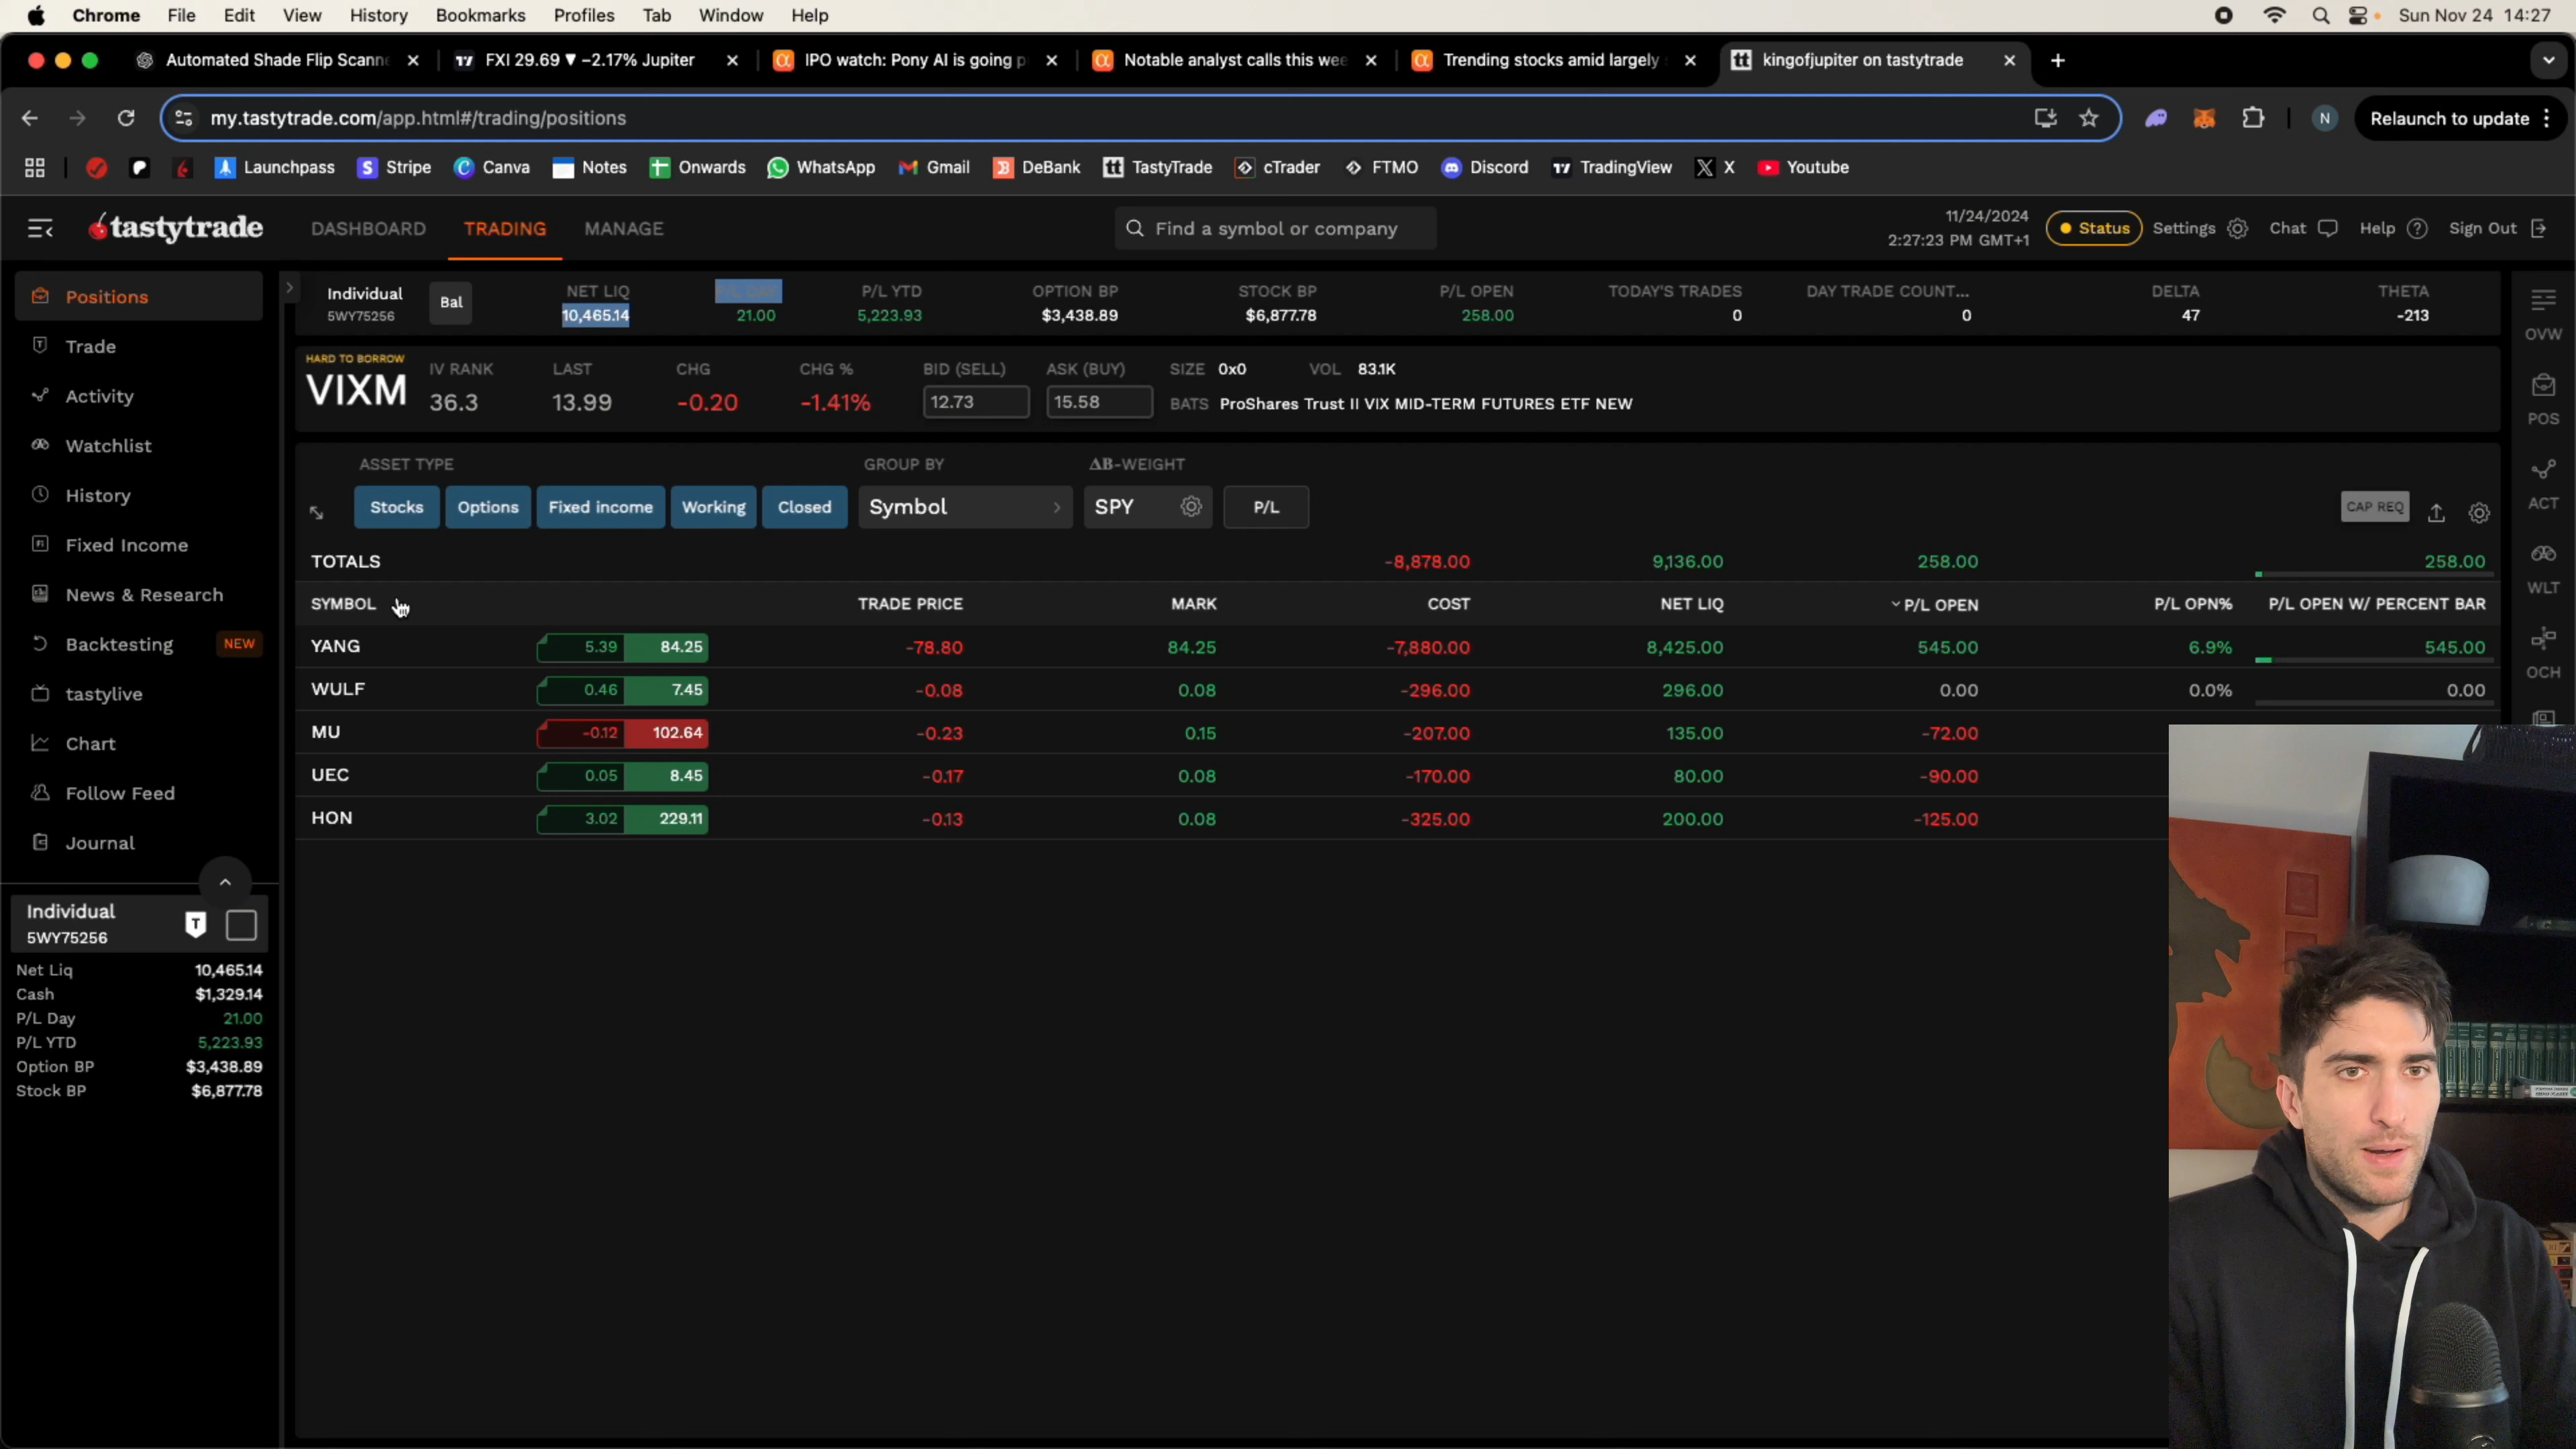 Chrome File Edit View History Bookmarks Profiles Tab Window Help Sun Nov 24 14:27
Automated Shade Flip Scann FXI 29.69 ▼ −2.17% Jupiter IPO watch: Pony AI is going p Notable analyst calls this wee Trending stocks amid largely kingofjupiter on tastytrade
my.tastytrade.com/app.html#/trading/positions N Relaunch to update
Launchpass Stripe Canva Notes Onwards WhatsApp Gmail DeBank TastyTrade cTrader FTMO Discord TradingView X Youtube
tastytrade DASHBOARD TRADING MANAGE Find a symbol or company 11/24/2024 Status Settings Chat Help Sign Out
2:27:23 PM GMT+1
Positions
Trade
Activity
Watchlist
History
Fixed Income
News & Research
Backtesting NEW
tastylive
Chart
Follow Feed
Journal
Individual
5WY75256
Net Liq 10,465.14
Cash $1,329.14
P/L Day 21.00
P/L YTD 5,223.93
Option BP $3,438.89
Stock BP $6,877.78
Individual Bal NET LIQ P/L DAY P/L YTD OPTION BP STOCK BP P/L OPEN TODAY'S TRADES DAY TRADE COUNT... DELTA THETA
5WY75256 10,465.14 21.00 5,223.93 $3,438.89 $6,877.78 258.00 0 0 47 -213
HARD TO BORROW
VIXM IV RANK LAST CHG CHG % BID (SELL) ASK (BUY) SIZE 0x0 VOL 83.1K
36.3 13.99 -0.20 -1.41% 12.73 15.58 BATS ProShares Trust II VIX MID-TERM FUTURES ETF NEW
ASSET TYPE GROUP BY ΔB-WEIGHT
Stocks Options Fixed income Working Closed Symbol SPY P/L CAP REQ
TOTALS -8,878.00 9,136.00 258.00 258.00
SYMBOL TRADE PRICE MARK COST NET LIQ P/L OPEN P/L OPN% P/L OPEN W/ PERCENT BAR
YANG 5.39 84.25 -78.80 84.25 -7,880.00 8,425.00 545.00 6.9% 545.00
WULF 0.46 7.45 -0.08 0.08 -296.00 296.00 0.00 0.0% 0.00
MU -0.12 102.64 -0.23 0.15 -207.00 135.00 -72.00
UEC 0.05 8.45 -0.17 0.08 -170.00 80.00 -90.00
HON 3.02 229.11 -0.13 0.08 -325.00 200.00 -125.00
OVW
POS
ACT
WLT
OCH